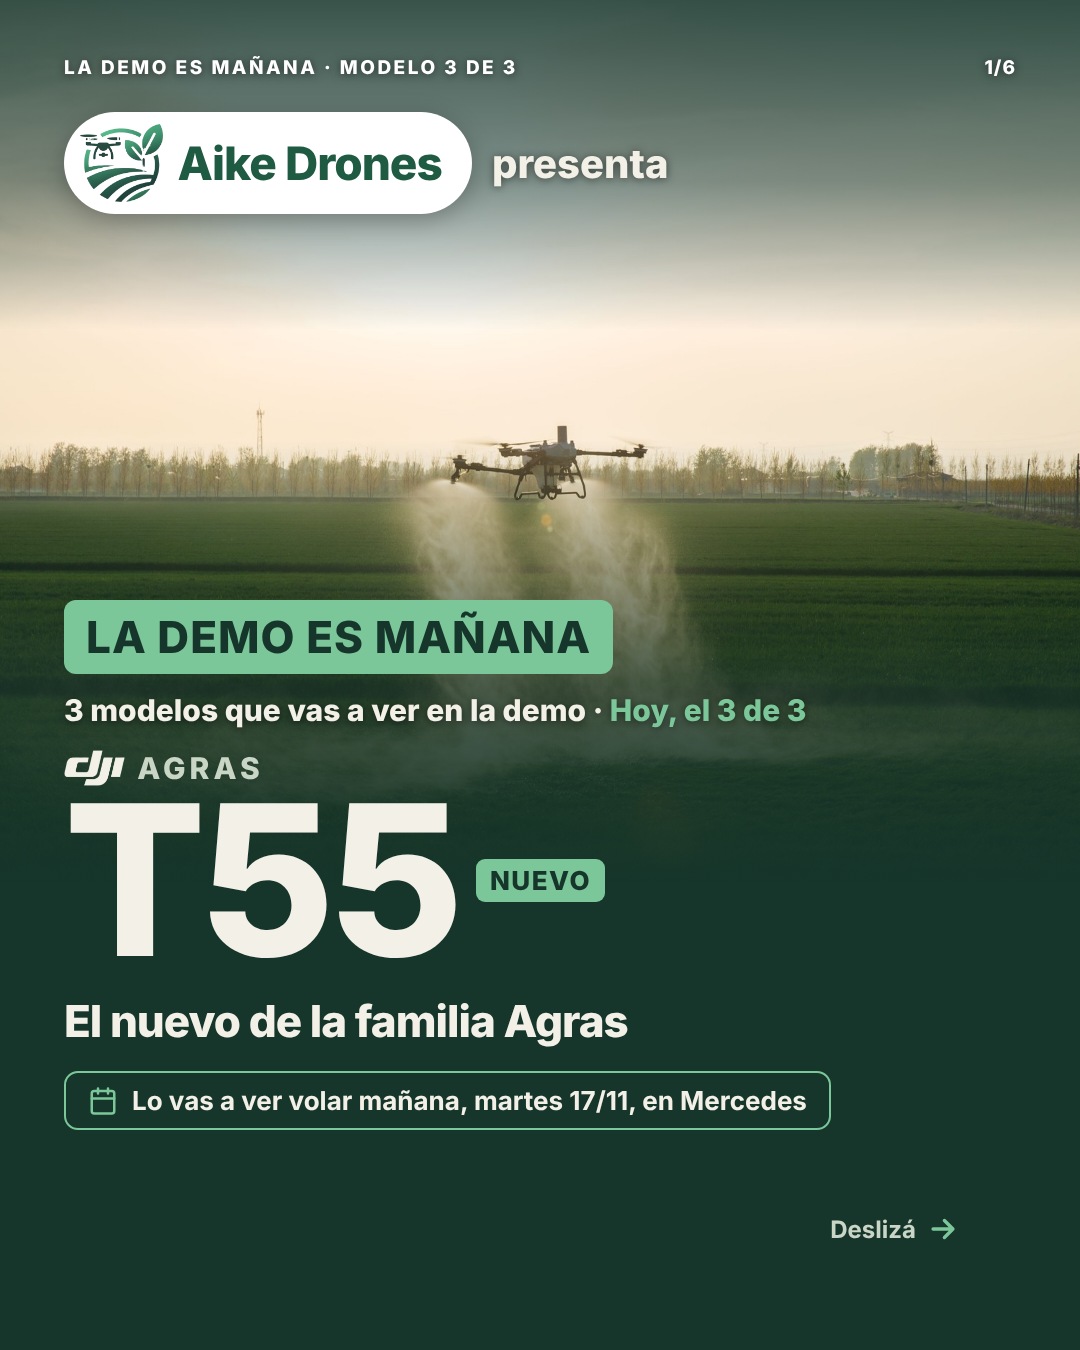 LA DEMO ES MAÑANA · MODELO 3 DE 3
1/6
Aike Drones presenta
LA DEMO ES MAÑANA
3 modelos que vas a ver en la demo · Hoy, el 3 de 3
dji AGRAS
T55 NUEVO
El nuevo de la familia Agras
Lo vas a ver volar mañana, martes 17/11, en Mercedes
Deslizá →